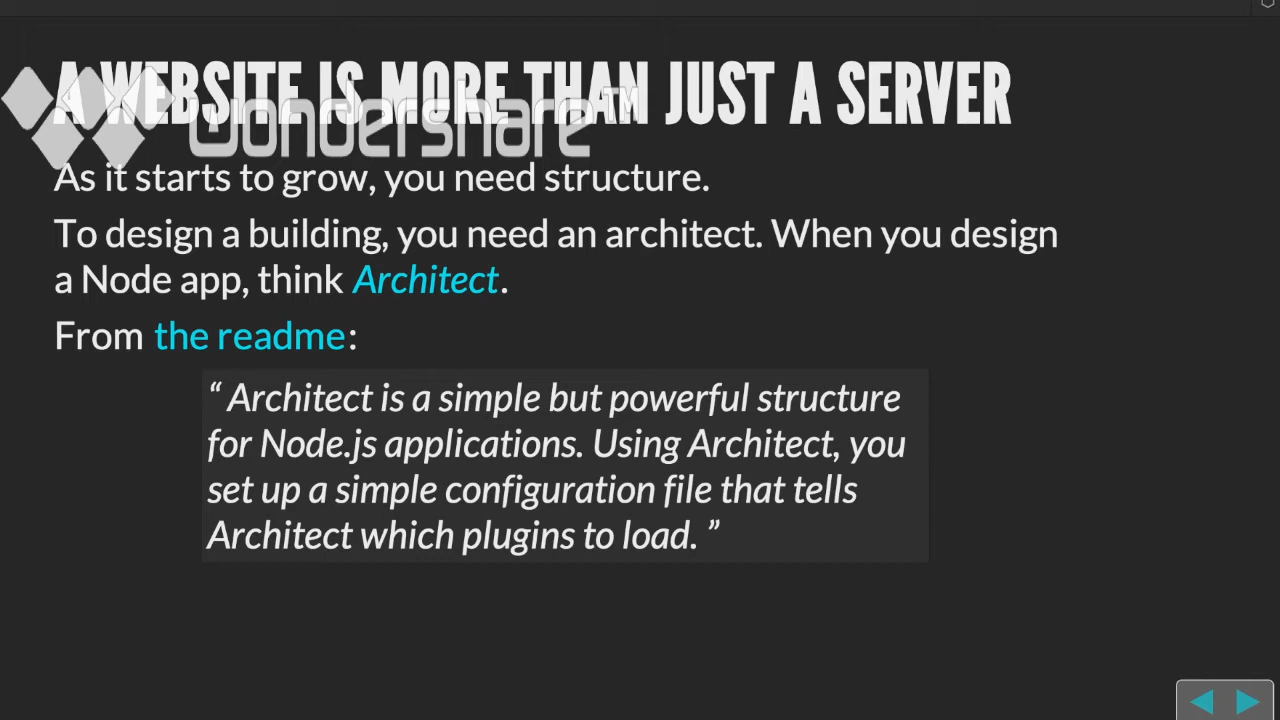 A WEBSITE IS MORE THAN JUST A SERVER
wondershare™
As it starts to grow, you need structure.
To design a building, you need an architect. When you design
a Node app, think Architect.
From the readme:
“ Architect is a simple but powerful structure
for Node.js applications. Using Architect, you
set up a simple configuration file that tells
Architect which plugins to load. ”